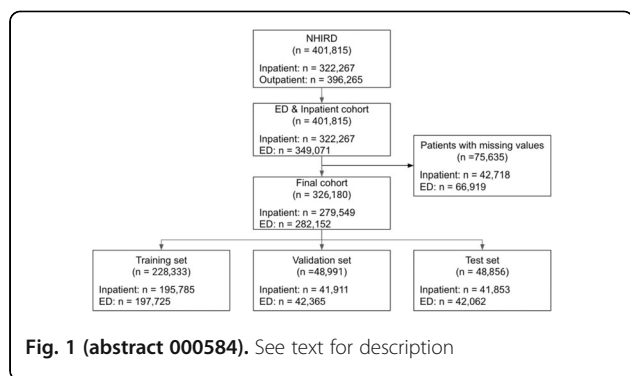 NHIRD
(n = 401,815)
Inpatient: n = 322,267
Outpatient: n = 396,265
ED & Inpatient cohort
(n = 401,815)
Inpatient: n = 322,267
ED: n = 349,071
Patients with missing values
(n =75,635)
Inpatient: n = 42,718
ED: n = 66,919
Final cohort
(n = 326,180)
Inpatient: n = 279,549
ED: n = 282,152
Training set
(n = 228,333)
Inpatient: n = 195,785
ED: n = 197,725
Validation set
(n =48,991)
Inpatient: n = 41,911
ED: n = 42,365
Test set
(n = 48,856)
Inpatient: n = 41,853
ED: n = 42,062
Fig. 1 (abstract 000584). See text for description